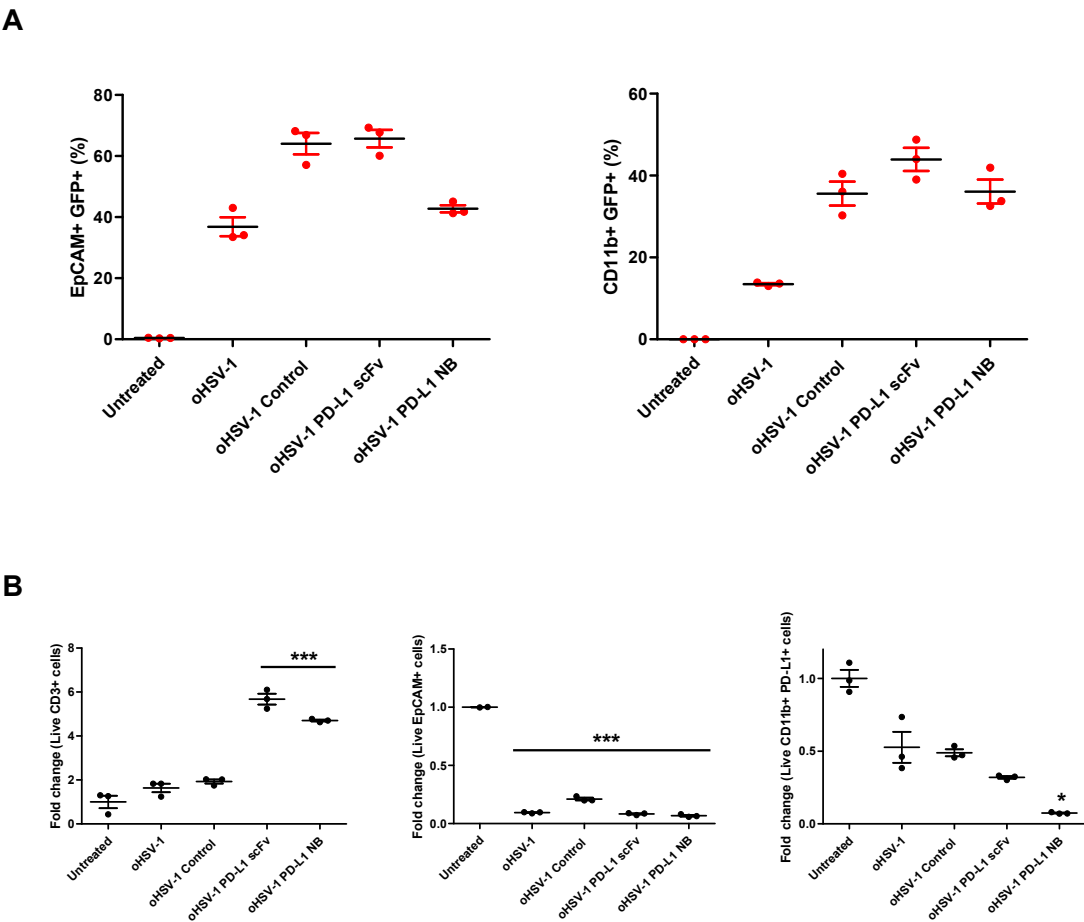 A
EpCAM+ GFP+ (%)
80
60
40
20
0
Untreated
oHSV-1
oHSV-1 Control
oHSV-1 PD-L1 scFv
oHSV-1 PD-L1 NB
CD11b+ GFP+ (%)
60
40
20
0
Untreated
oHSV-1
oHSV-1 Control
oHSV-1 PD-L1 scFv
oHSV-1 PD-L1 NB
B
Fold change (Live CD3+ cells)
8
6
4
2
0
***
Untreated
oHSV-1
oHSV-1 Control
oHSV-1 PD-L1 scFv
oHSV-1 PD-L1 NB
Fold change (Live EpCAM+ cells)
1.5
1.0
0.5
0.0
***
Untreated
oHSV-1
oHSV-1 Control
oHSV-1 PD-L1 scFv
oHSV-1 PD-L1 NB
Fold change (Live CD11b+ PD-L1+ cells)
1.0
0.5
0.0
*
Untreated
oHSV-1
oHSV-1 Control
oHSV-1 PD-L1 scFv
oHSV-1 PD-L1 NB